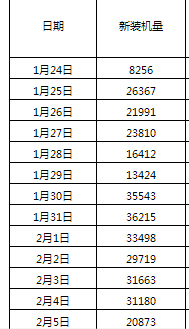 日期 新装机量
1月24日 8256
1月25日 26367
1月26日 21991
1月27日 23810
1月28日 16412
1月29日 13424
1月30日 35543
1月31日 36215
2月1日 33498
2月2日 29719
2月3日 31663
2月4日 31180
2月5日 20873